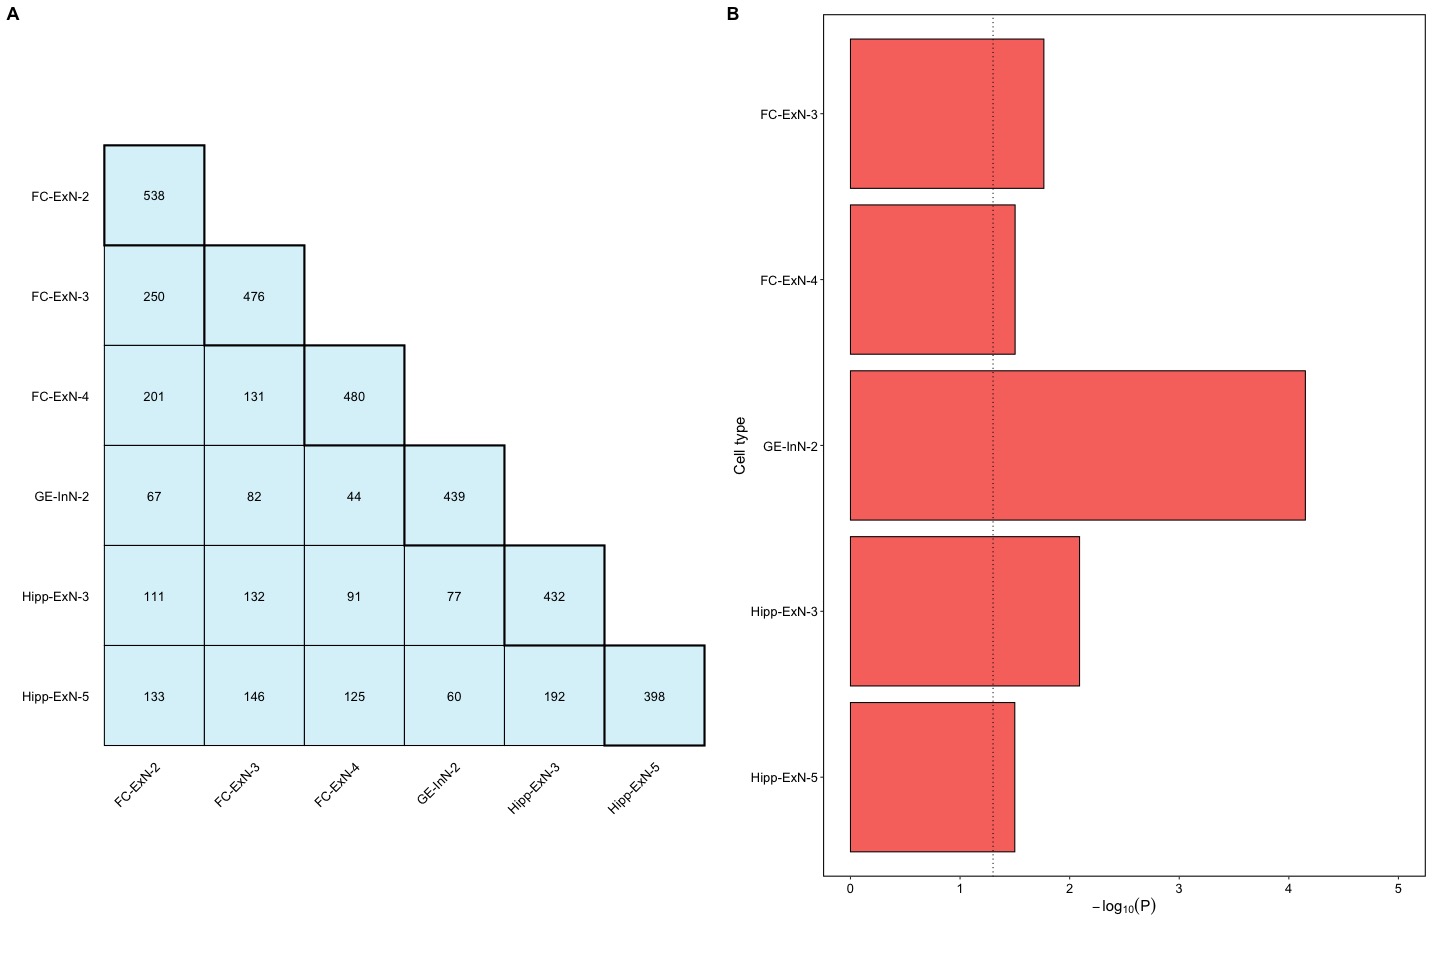 A
FC-ExN-2 538
FC-ExN-3 250 476
FC-ExN-4 201 131 480
GE-InN-2 67 82 44 439
Hipp-ExN-3 111 132 91 77 432
Hipp-ExN-5 133 146 125 60 192 398
FC-ExN-2 FC-ExN-3 FC-ExN-4 GE-InN-2 Hipp-ExN-3 Hipp-ExN-5
B
Cell type
FC-ExN-3
FC-ExN-4
GE-InN-2
Hipp-ExN-3
Hipp-ExN-5
0 1 2 3 4 5
−log₁₀(P)